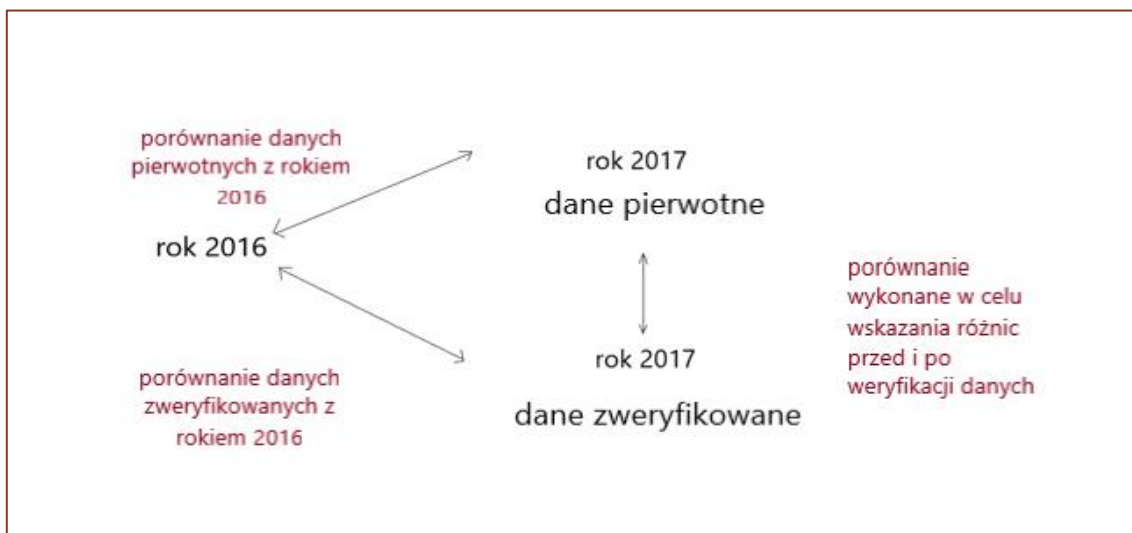 porównanie danych
pierwotnych z rokiem
2016
rok 2016
rok 2017
dane pierwotne
porównanie
wykonane w celu
wskazania różnic
przed i po
weryfikacji danych
rok 2017
dane zweryfikowane
porównanie danych
zweryfikowanych z
rokiem 2016